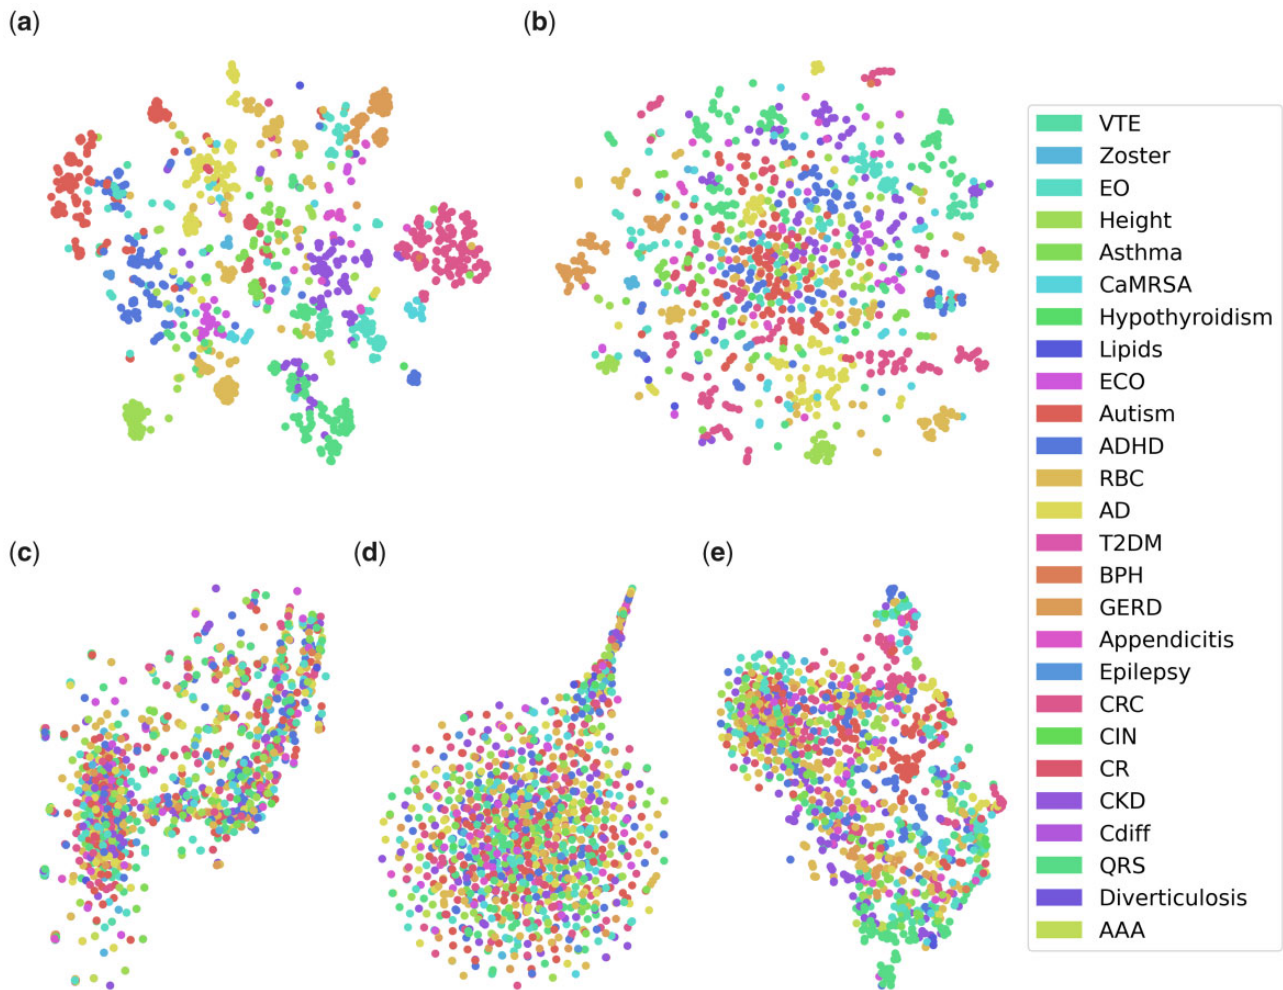 (a)
(b)
VTE
Zoster
EO
Height
Asthma
CaMRSA
Hypothyroidism
Lipids
ECO
Autism
ADHD
RBC
AD
T2DM
BPH
GERD
Appendicitis
Epilepsy
CRC
CIN
CR
CKD
Cdiff
QRS
Diverticulosis
AAA
(c)
(d)
(e)